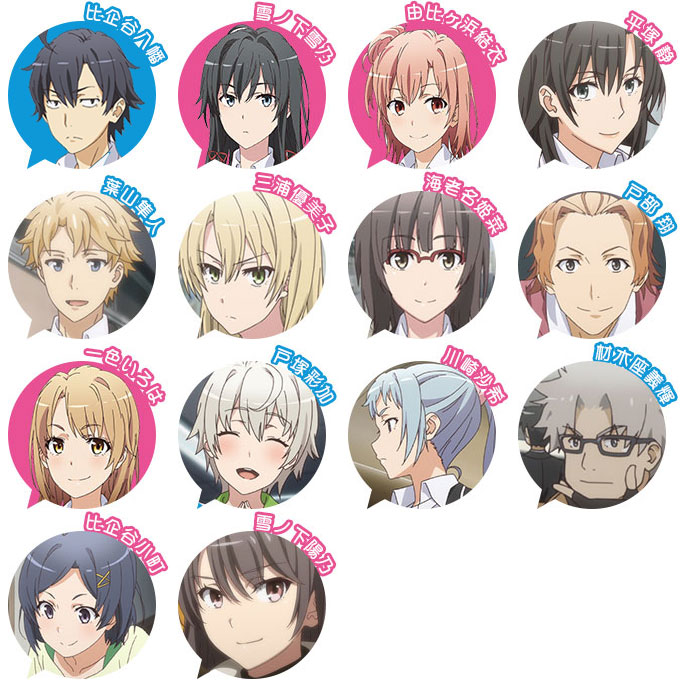 比企谷八幡
雪ノ下雪乃
由比ヶ浜結衣
平塚 静
葉山隼人
三浦優美子
海老名姫菜
戸部 翔
一色いろは
戸塚彩加
川崎沙希
材木座義輝
比企谷小町
雪ノ下陽乃